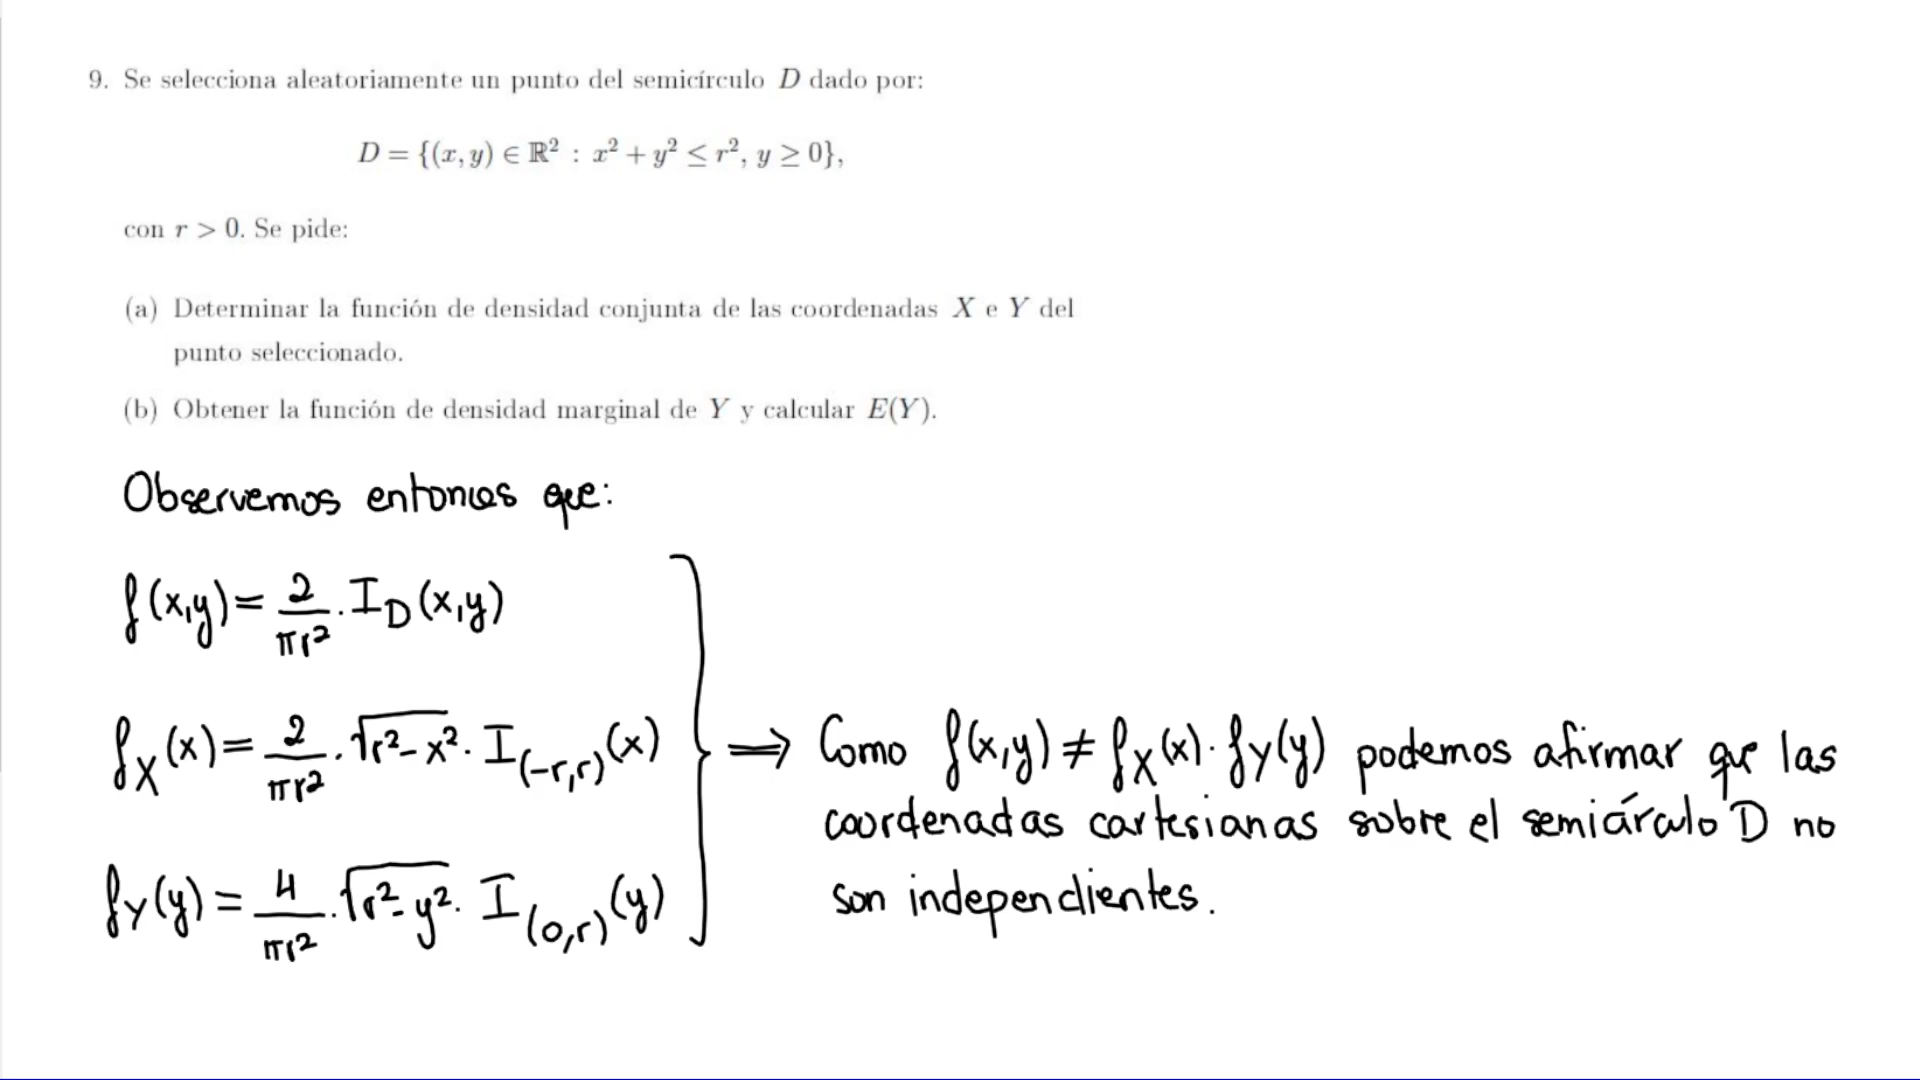 9. Se selecciona aleatoriamente un punto del semicírculo D dado por:
D = {(x, y) ∈ ℝ² : x² + y² ≤ r², y ≥ 0},
con r > 0. Se pide:
(a) Determinar la función de densidad conjunta de las coordenadas X e Y del
punto seleccionado.
(b) Obtener la función de densidad marginal de Y y calcular E(Y).
Observemos entonces que:
f(x,y) = 2/πr² · I_D(x,y)
f_X(x) = 2/πr² · √(r² - x²) · I_(-r,r)(x)
f_Y(y) = 4/πr² · √(r² - y²) · I_(0,r)(y)
⟹ Como f(x,y) ≠ f_X(x) · f_Y(y) podemos afirmar que las
coordenadas cartesianas sobre el semicírculo D no
son independientes.